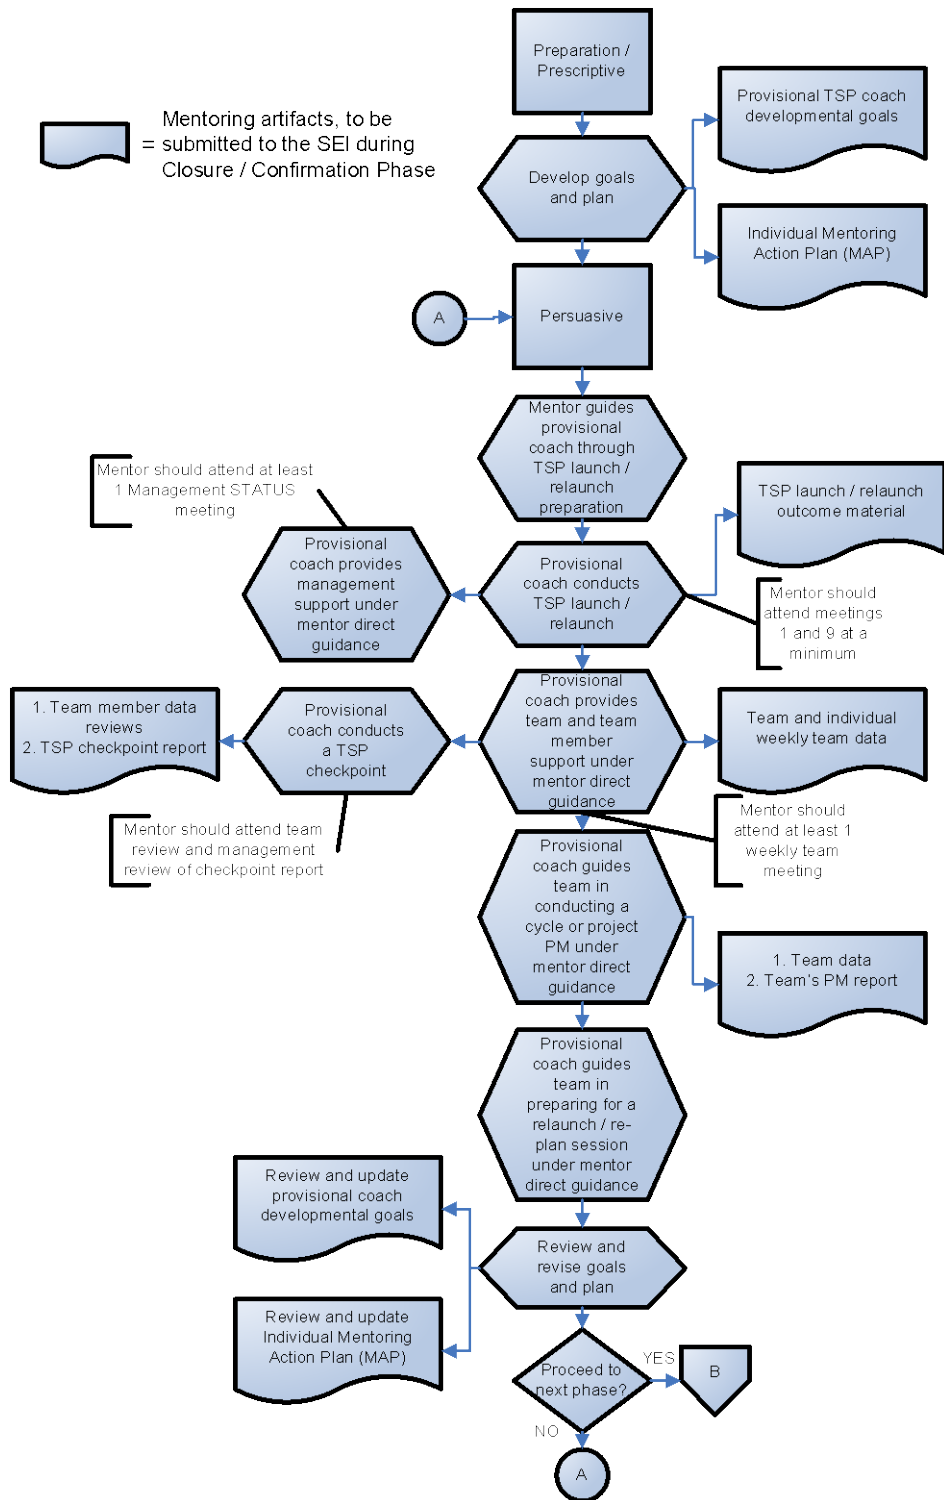 Preparation /
Prescriptive
Provisional TSP coach
developmental goals
Mentoring artifacts, to be
= submitted to the SEI during
Closure / Confirmation Phase
Develop goals
and plan
Individual Mentoring
Action Plan (MAP)
A
Persuasive
Mentor guides
provisional
coach through
TSP launch /
relaunch
preparation
Mentor should attend at least
1 Management STATUS
meeting
TSP launch / relaunch
outcome material
Provisional
coach provides
management
support under
mentor direct
guidance
Provisional
coach conducts
TSP launch /
relaunch
Mentor should
attend meetings
1 and 9 at a
minimum
1. Team member data
reviews
2. TSP checkpoint report
Provisional
coach conducts
a TSP
checkpoint
Provisional
coach provides
team and team
member
support under
mentor direct
guidance
Team and individual
weekly team data
Mentor should attend team
review and management
review of checkpoint report
Mentor should
attend at least 1
weekly team
meeting
Provisional
coach guides
team in
conducting a
cycle or project
PM under
mentor direct
guidance
1. Team data
2. Team's PM report
Provisional
coach guides
team in
preparing for a
relaunch / re-
plan session
under mentor
direct guidance
Review and update
provisional coach
developmental goals
Review and
revise goals
and plan
Review and update
Individual Mentoring
Action Plan (MAP)
Proceed to
next phase?
YES
B
NO
A